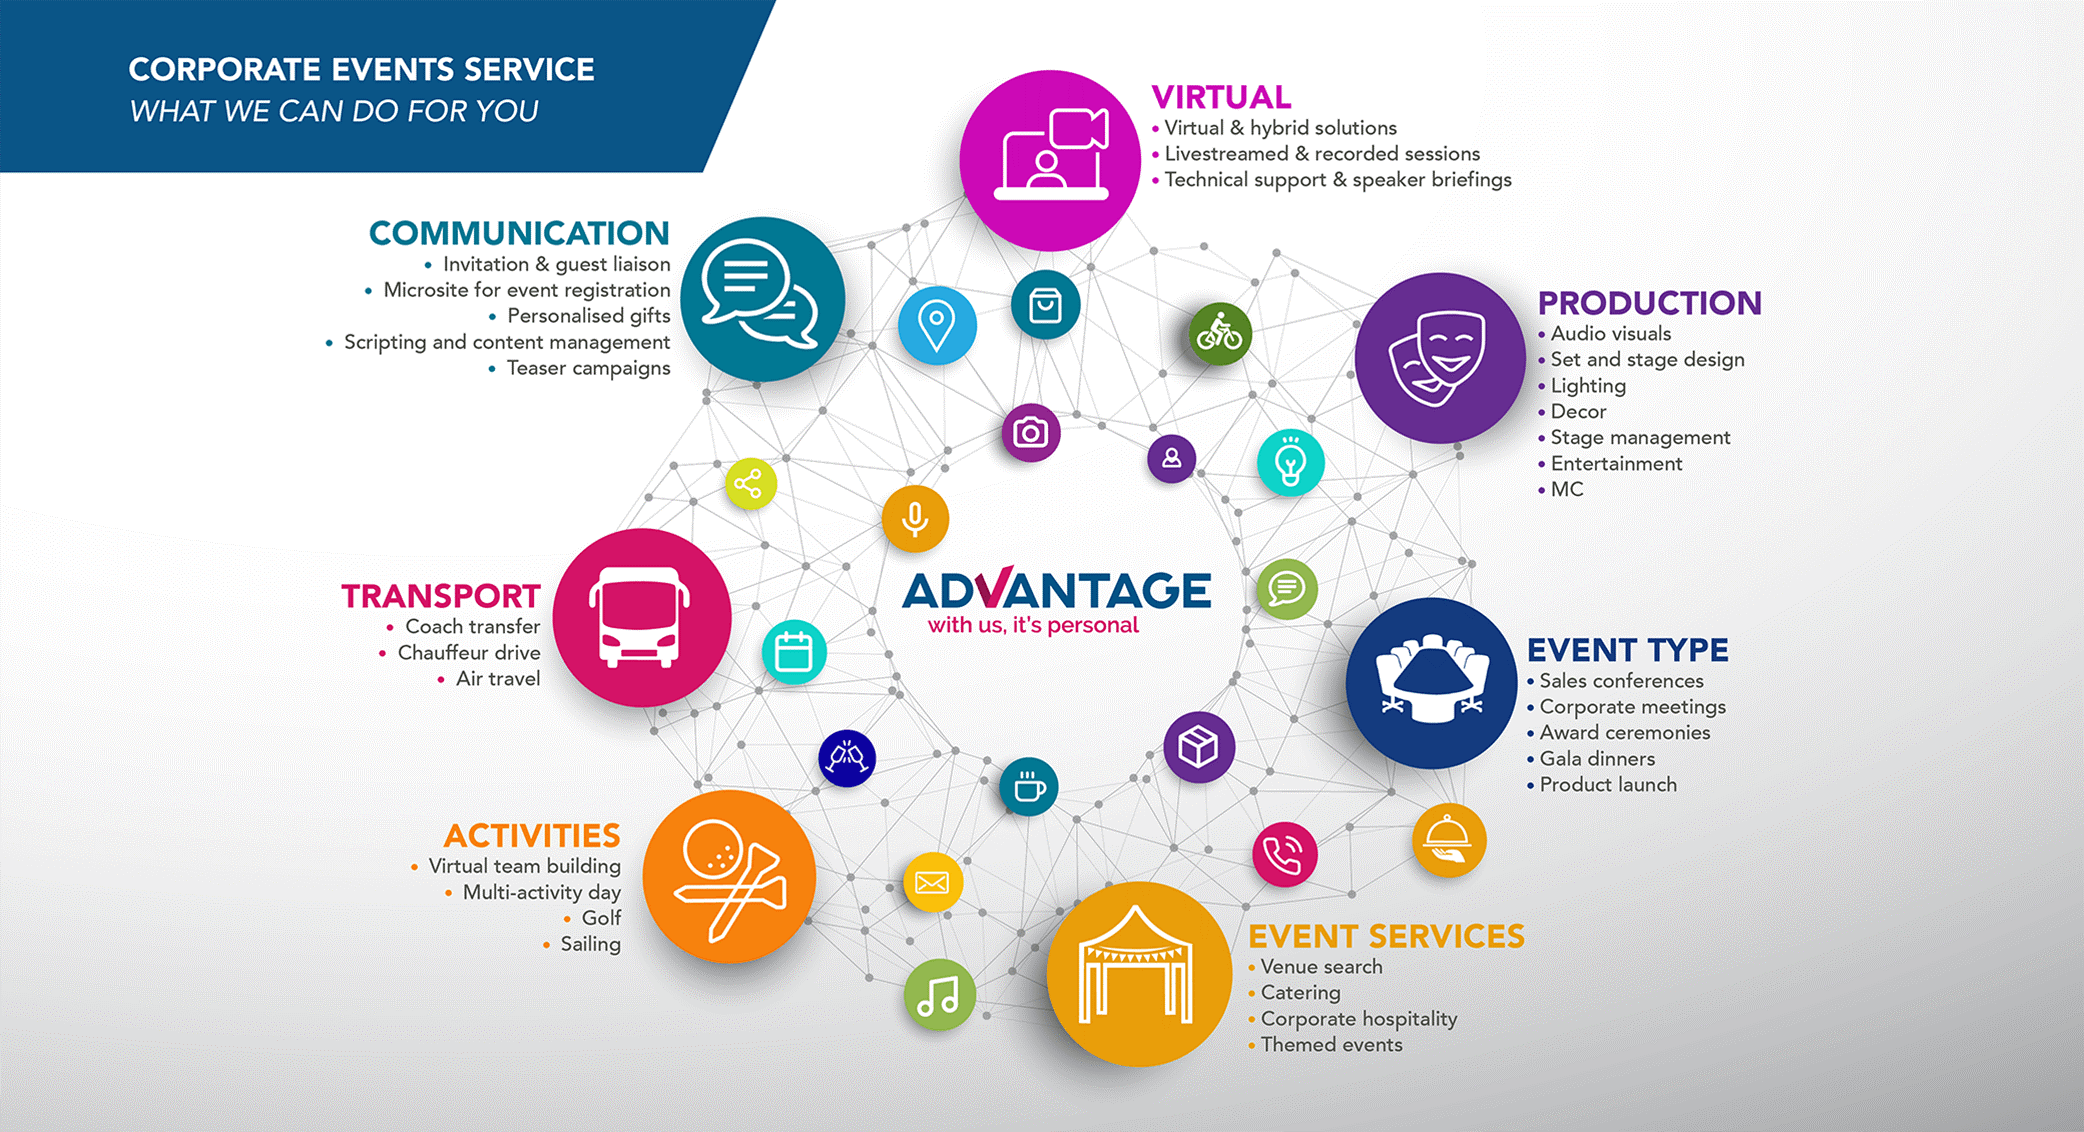 CORPORATE EVENTS SERVICE
WHAT WE CAN DO FOR YOU
VIRTUAL
• Virtual & hybrid solutions
• Livestreamed & recorded sessions
• Technical support & speaker briefings
COMMUNICATION
• Invitation & guest liaison
• Microsite for event registration
• Personalised gifts
• Scripting and content management
• Teaser campaigns
PRODUCTION
• Audio visuals
• Set and stage design
• Lighting
• Decor
• Stage management
• Entertainment
• MC
ADVANTAGE
with us, it's personal
TRANSPORT
• Coach transfer
• Chauffeur drive
• Air travel
EVENT TYPE
• Sales conferences
• Corporate meetings
• Award ceremonies
• Gala dinners
• Product launch
ACTIVITIES
• Virtual team building
• Multi-activity day
• Golf
• Sailing
EVENT SERVICES
• Venue search
• Catering
• Corporate hospitality
• Themed events